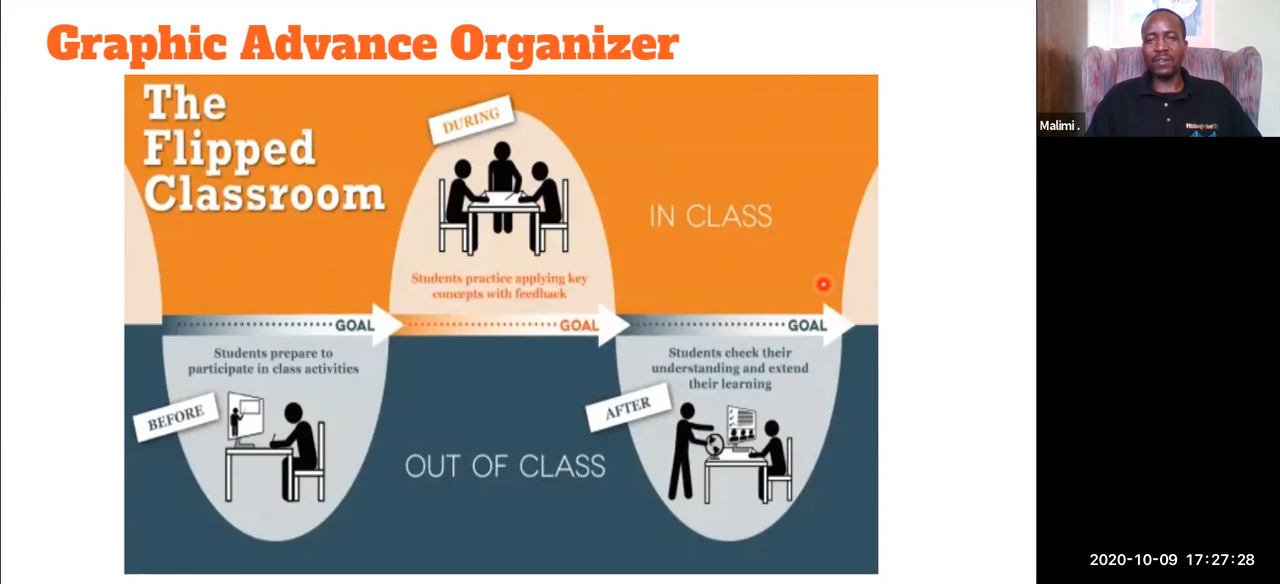 Graphic Advance Organizer
The
Flipped
Classroom
DURING
IN CLASS
Students practice applying key
concepts with feedback
GOAL
GOAL
GOAL
Students prepare to
participate in class activities
BEFORE
OUT OF CLASS
Students check their
understanding and extend
their learning
AFTER
Malimi .
2020-10-09 17:27:28